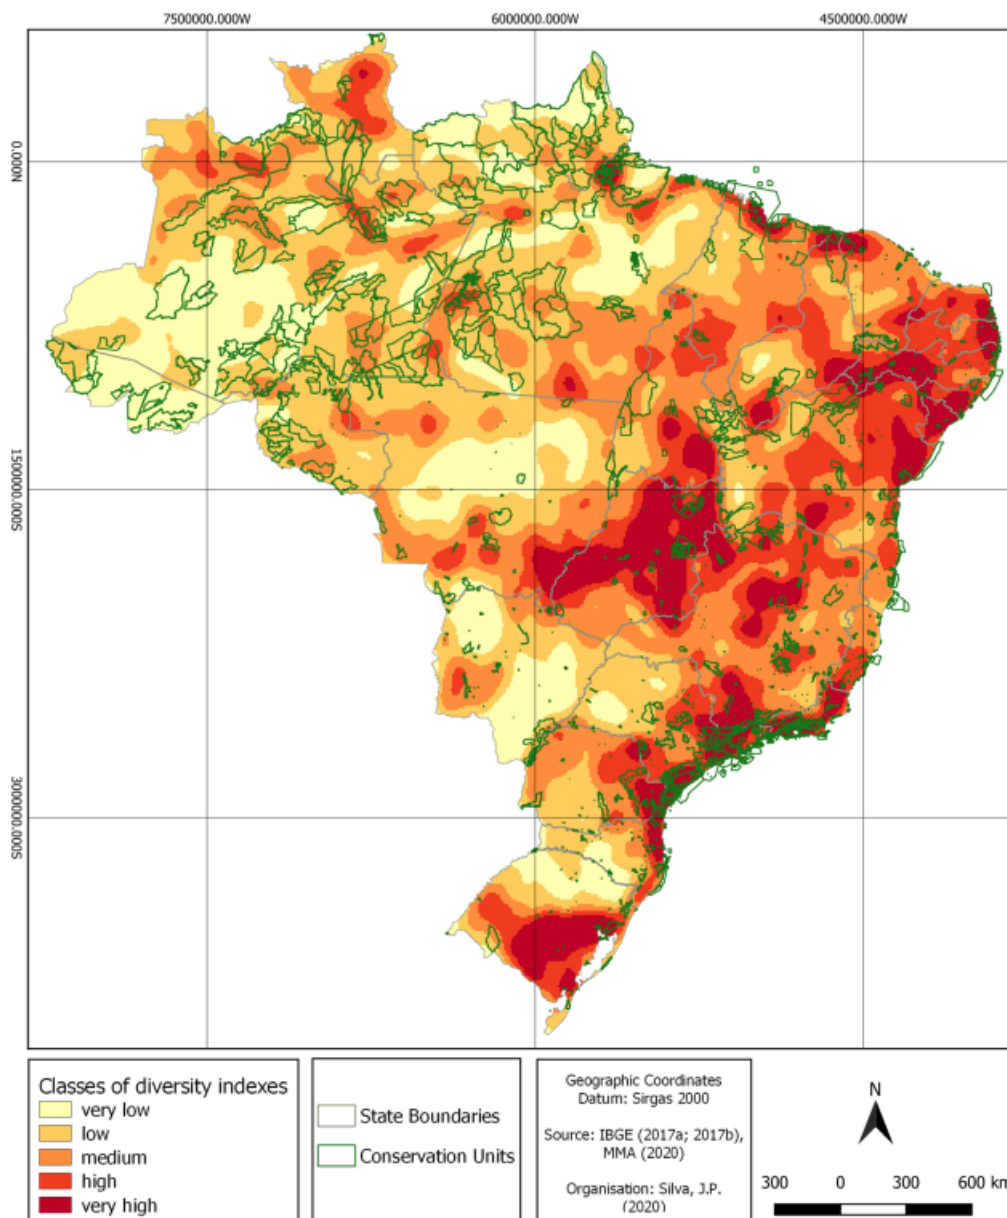 7500000.000W 6000000.000W 4500000.000W
0.000N
1500000.000S
3000000.000S
Classes of diversity indexes
very low
low
medium
high
very high
State Boundaries
Conservation Units
Geographic Coordinates
Datum: Sirgas 2000
Source: IBGE (2017a; 2017b),
MMA (2020)
Organisation: Silva, J.P.
(2020)
N
300 0 300 600 km